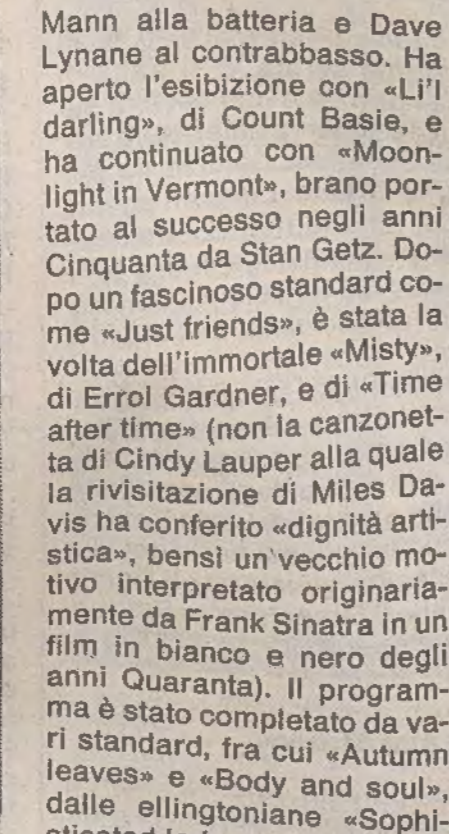 Mann alla batteria e Dave
Lynane al contrabbasso. Ha
aperto l'esibizione con «Li'l
darling», di Count Basie, e
ha continuato con «Moon-
light in Vermont», brano por-
tato al successo negli anni
Cinquanta da Stan Getz. Do-
po un fascinoso standard co-
me «Just friends», è stata la
volta dell'immortale «Misty»,
di Errol Gardner, e di «Time
after time» (non la canzonet-
ta di Cindy Lauper alla quale
la rivisitazione di Miles Da-
vis ha conferito «dignità arti-
stica», bensì un vecchio mo-
tivo interpretato originaria-
mente da Frank Sinatra in un
film in bianco e nero degli
anni Quaranta). Il program-
ma è stato completato da va-
ri standard, fra cui «Autumn
leaves» e «Body and soul»,
dalle ellingtoniane «Sophi-